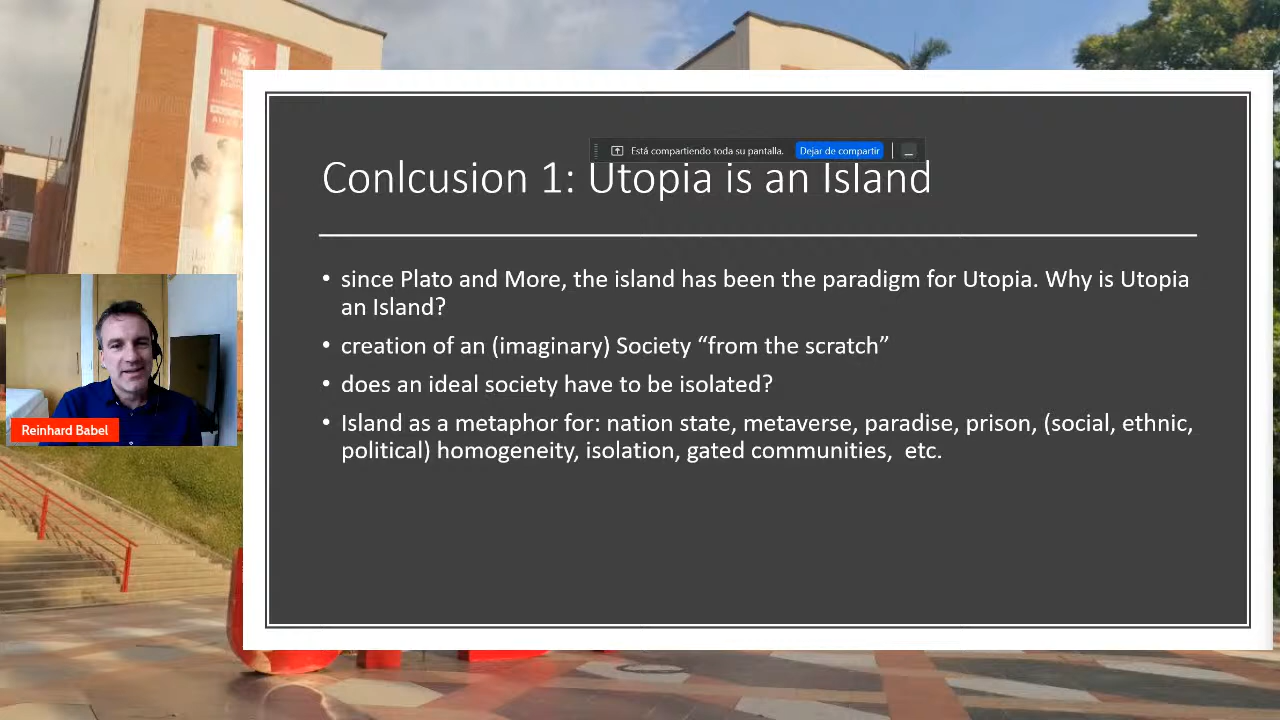 Está compartiendo toda su pantalla. Dejar de compartir
Conlcusion 1: Utopia is an Island
• since Plato and More, the island has been the paradigm for Utopia. Why is Utopia
an Island?
• creation of an (imaginary) Society “from the scratch”
• does an ideal society have to be isolated?
• Island as a metaphor for: nation state, metaverse, paradise, prison, (social, ethnic,
political) homogeneity, isolation, gated communities,  etc.
Reinhard Babel